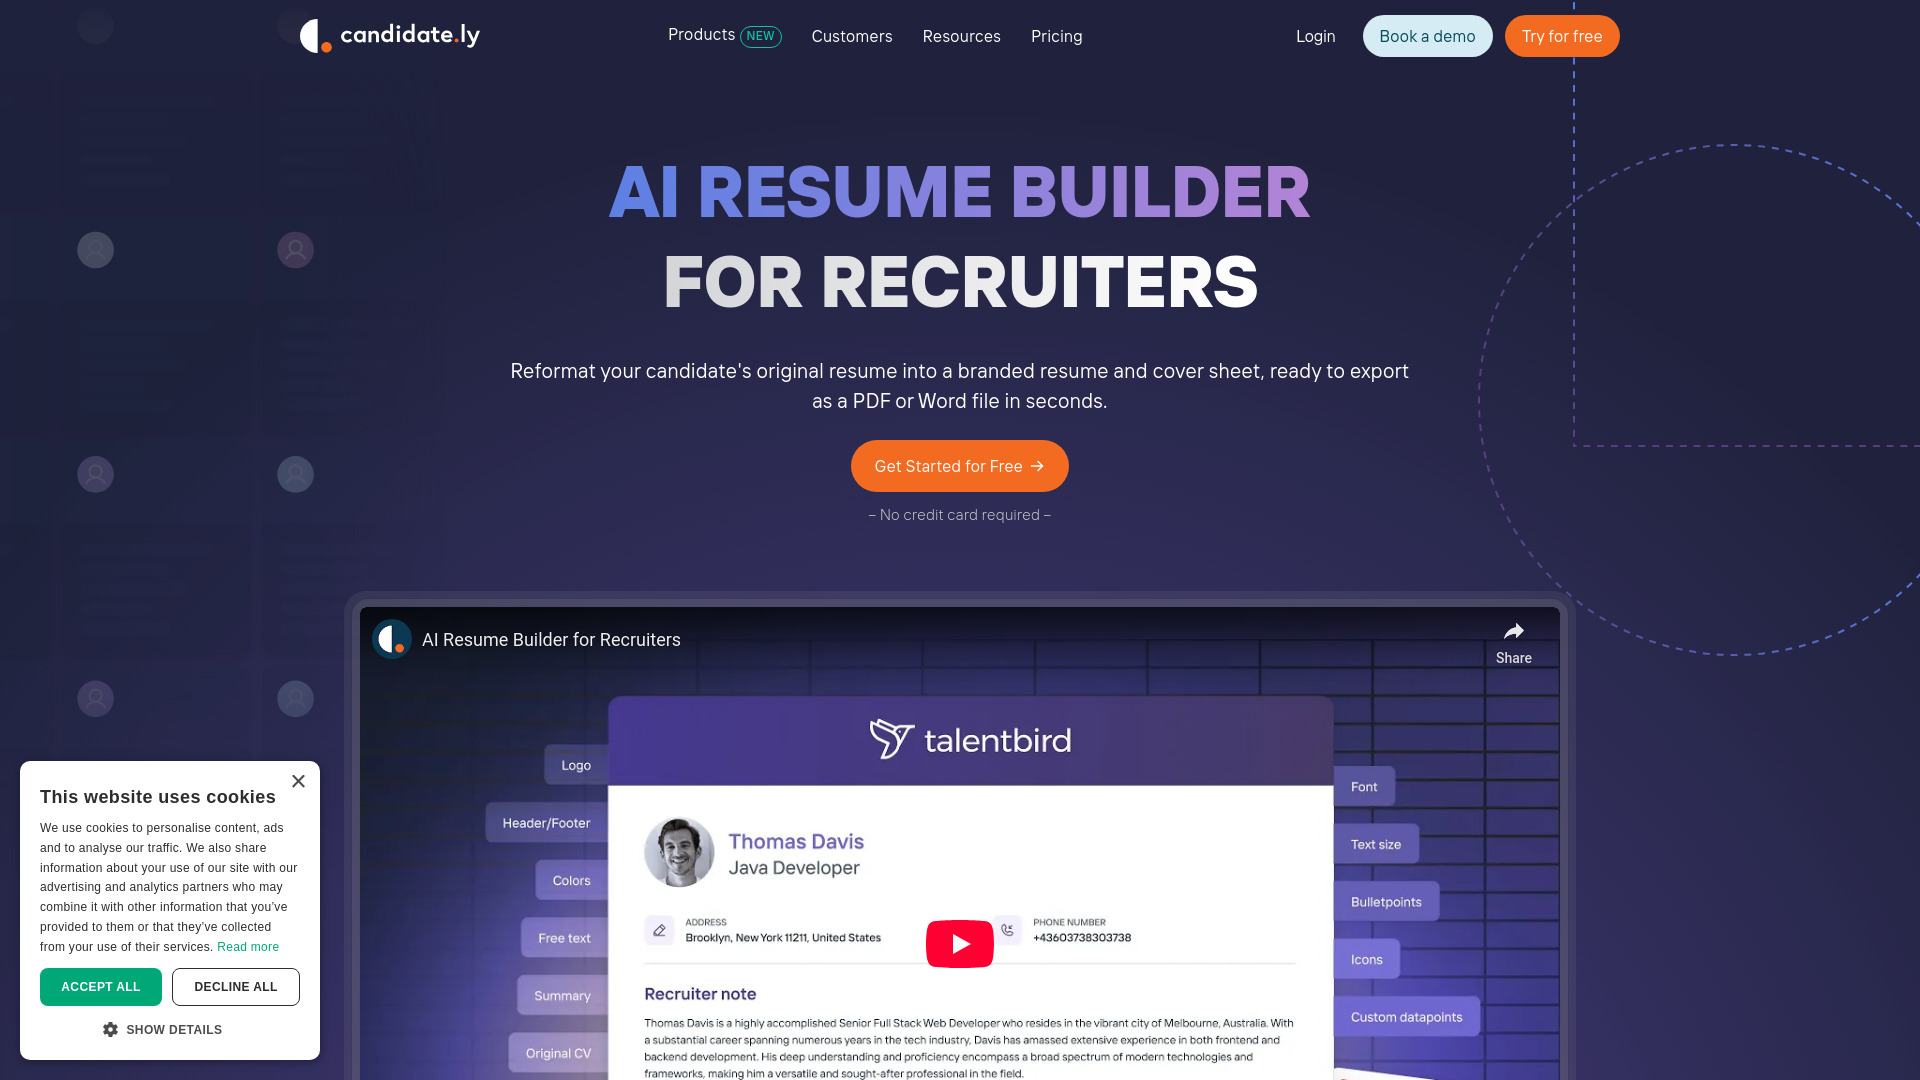 candidate.ly
Products NEW
Customers
Resources
Pricing
Login
Book a demo
Try for free
AI RESUME BUILDER
FOR RECRUITERS
Reformat your candidate's original resume into a branded resume and cover sheet, ready to export
as a PDF or Word file in seconds.
Get Started for Free →
– No credit card required –
AI Resume Builder for Recruiters
Share
talentbird
Logo
Header/Footer
Colors
Free text
Summary
Original CV
Font
Text size
Bulletpoints
Icons
Custom datapoints
Thomas Davis
Java Developer
ADDRESS
Brooklyn, New York 11211, United States
PHONE NUMBER
+43603738303738
Recruiter note
Thomas Davis is a highly accomplished Senior Full Stack Web Developer who resides in the vibrant city of Melbourne, Australia. With
a substantial career spanning numerous years in the tech industry, Davis has amassed extensive experience in both frontend and
backend development. His deep understanding and proficiency encompass a broad spectrum of modern technologies and
frameworks, making him a versatile and sought-after professional in the field.
This website uses cookies
We use cookies to personalise content, ads
and to analyse our traffic. We also share
information about your use of our site with our
advertising and analytics partners who may
combine it with other information that you've
provided to them or that they've collected
from your use of their services. Read more
ACCEPT ALL
DECLINE ALL
SHOW DETAILS